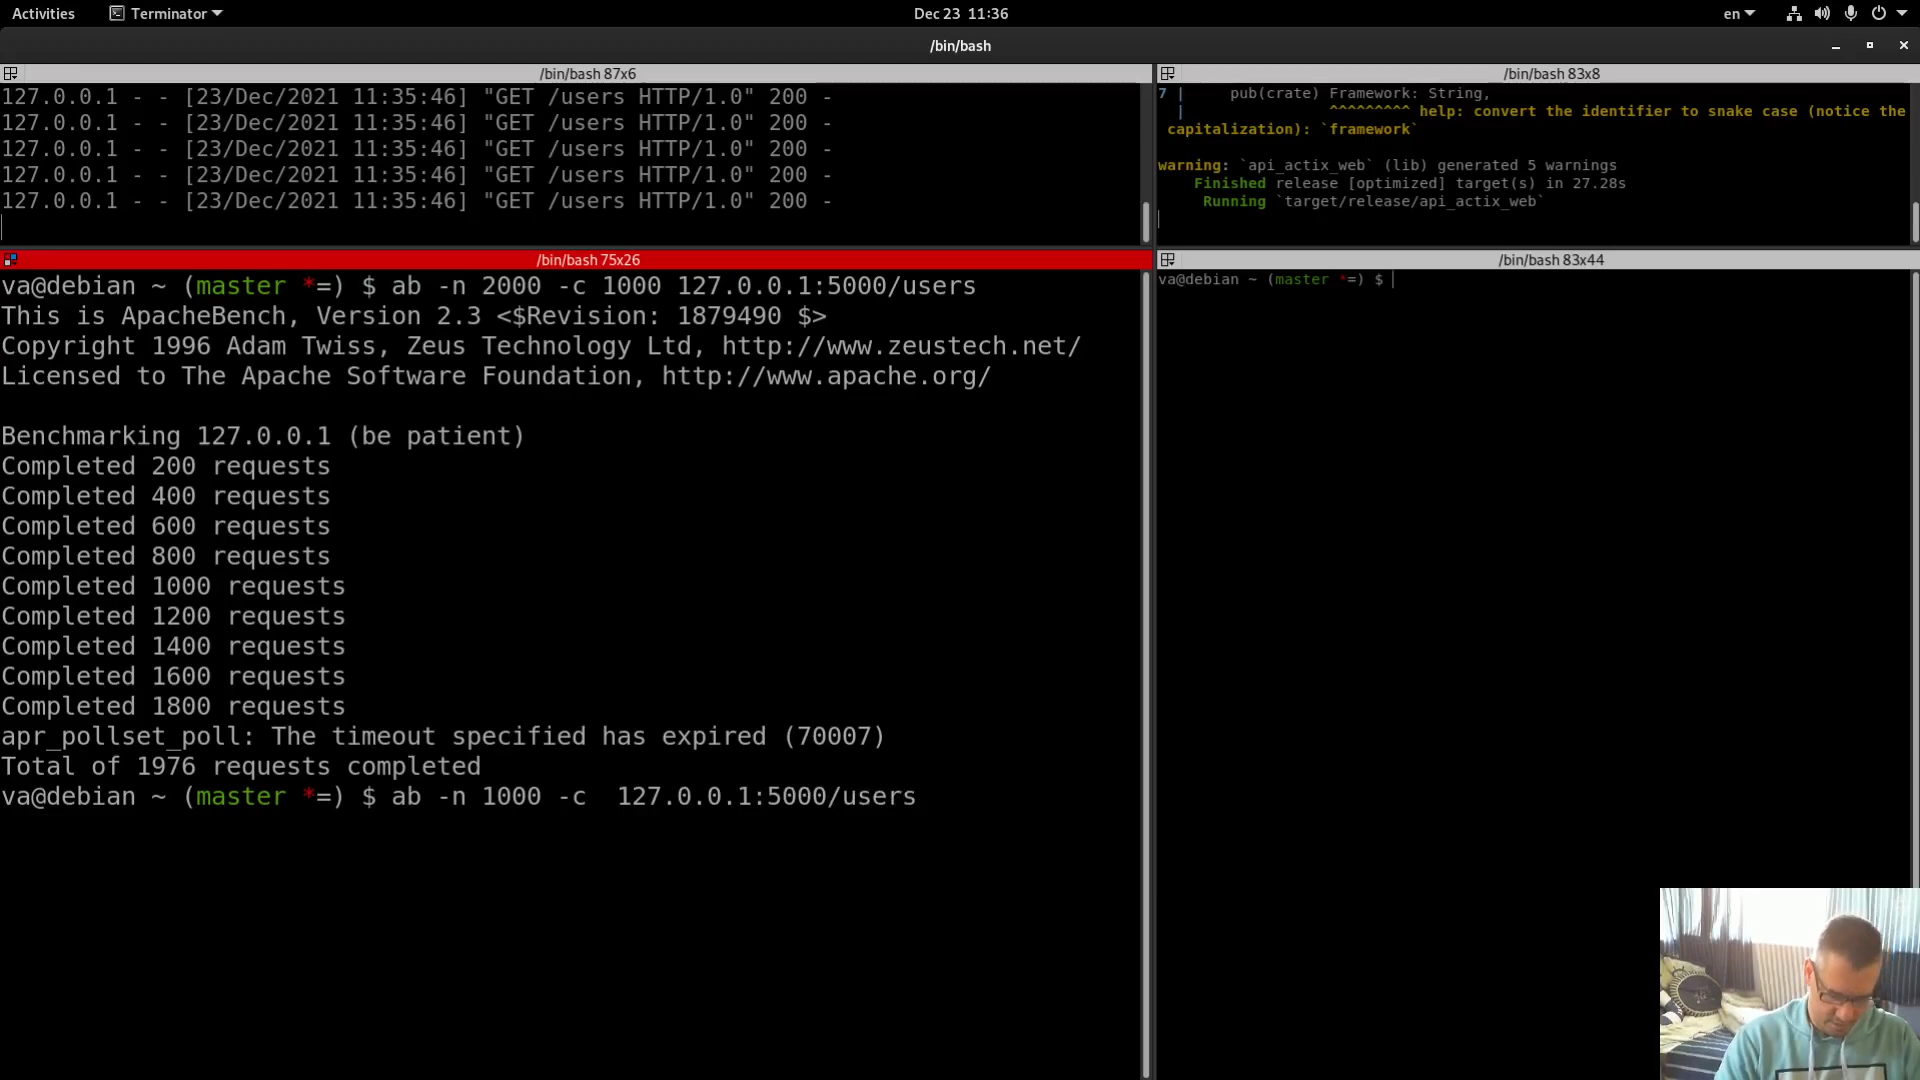 Activities Terminator Dec 23 11:36 en
/bin/bash
/bin/bash 87x6
127.0.0.1 - - [23/Dec/2021 11:35:46] "GET /users HTTP/1.0" 200 -
127.0.0.1 - - [23/Dec/2021 11:35:46] "GET /users HTTP/1.0" 200 -
127.0.0.1 - - [23/Dec/2021 11:35:46] "GET /users HTTP/1.0" 200 -
127.0.0.1 - - [23/Dec/2021 11:35:46] "GET /users HTTP/1.0" 200 -
127.0.0.1 - - [23/Dec/2021 11:35:46] "GET /users HTTP/1.0" 200 -
/bin/bash 83x8
7 | pub(crate) Framework: String,
| ^^^^^^^^^ help: convert the identifier to snake case (notice the
capitalization): `framework`
warning: `api_actix_web` (lib) generated 5 warnings
Finished release [optimized] target(s) in 27.28s
Running `target/release/api_actix_web`
/bin/bash 75x26
va@debian ~ (master *=) $ ab -n 2000 -c 1000 127.0.0.1:5000/users
This is ApacheBench, Version 2.3 <$Revision: 1879490 $>
Copyright 1996 Adam Twiss, Zeus Technology Ltd, http://www.zeustech.net/
Licensed to The Apache Software Foundation, http://www.apache.org/
Benchmarking 127.0.0.1 (be patient)
Completed 200 requests
Completed 400 requests
Completed 600 requests
Completed 800 requests
Completed 1000 requests
Completed 1200 requests
Completed 1400 requests
Completed 1600 requests
Completed 1800 requests
apr_pollset_poll: The timeout specified has expired (70007)
Total of 1976 requests completed
va@debian ~ (master *=) $ ab -n 1000 -c  127.0.0.1:5000/users
/bin/bash 83x44
va@debian ~ (master *=) $